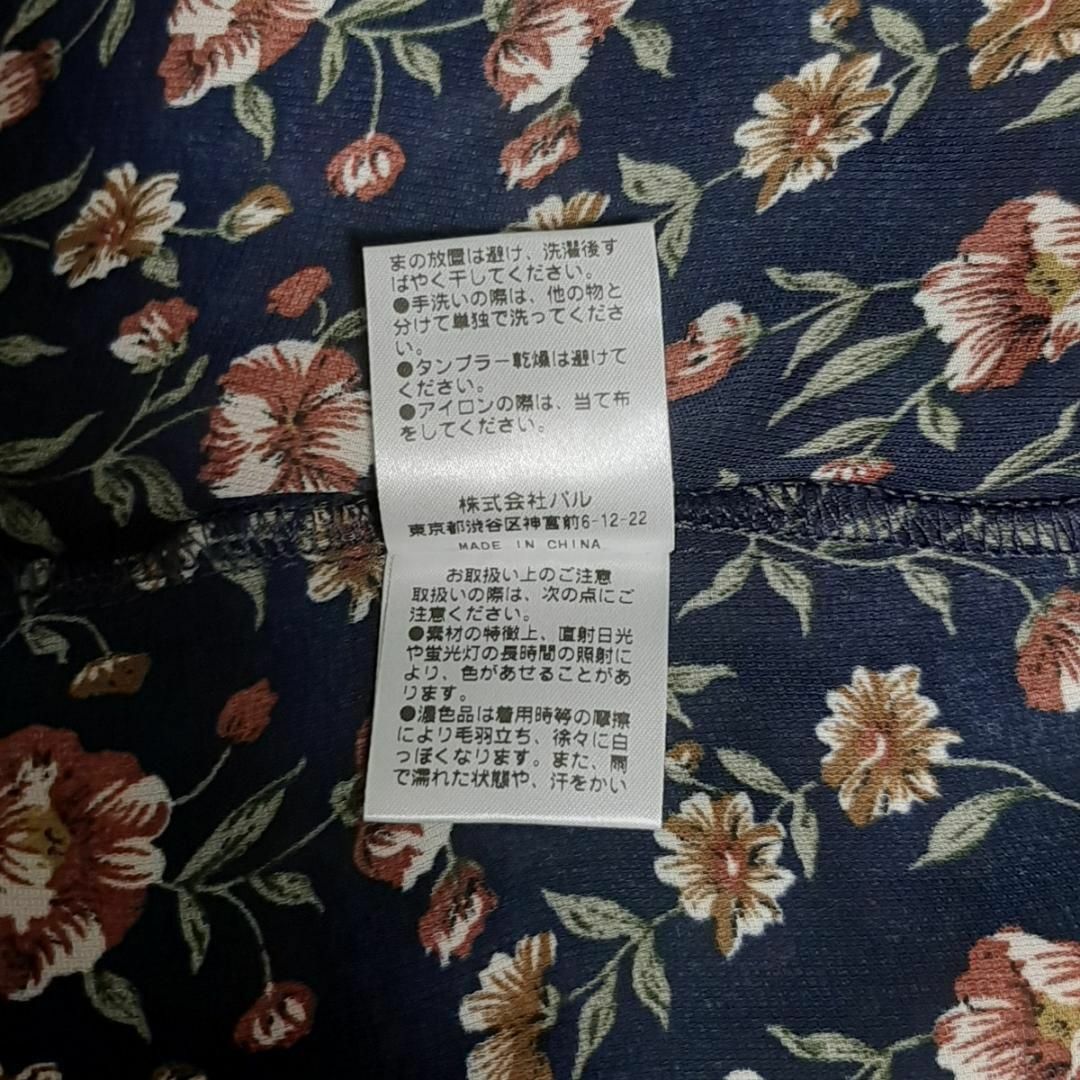 まの放置は避け、洗濯後す
ばやく干してください。
●手洗いの際は、他の物と
分けて単独で洗ってくださ
い。
●タンブラー乾燥は避けて
ください。
●アイロンの際は、当て布
をしてください。
株式会社パル
東京都渋谷区神宮前6-12-22
MADE IN CHINA
お取扱い上のご注意
取扱いの際は、次の点にご
注意ください。
●素材の特徴上、直射日光
や蛍光灯の長時間の照射に
より、色があせることがあ
ります。
●濃色品は着用時等の摩擦
により毛羽立ち、徐々に白
っぽくなります。また、雨
で濡れた状態や、汗をかい